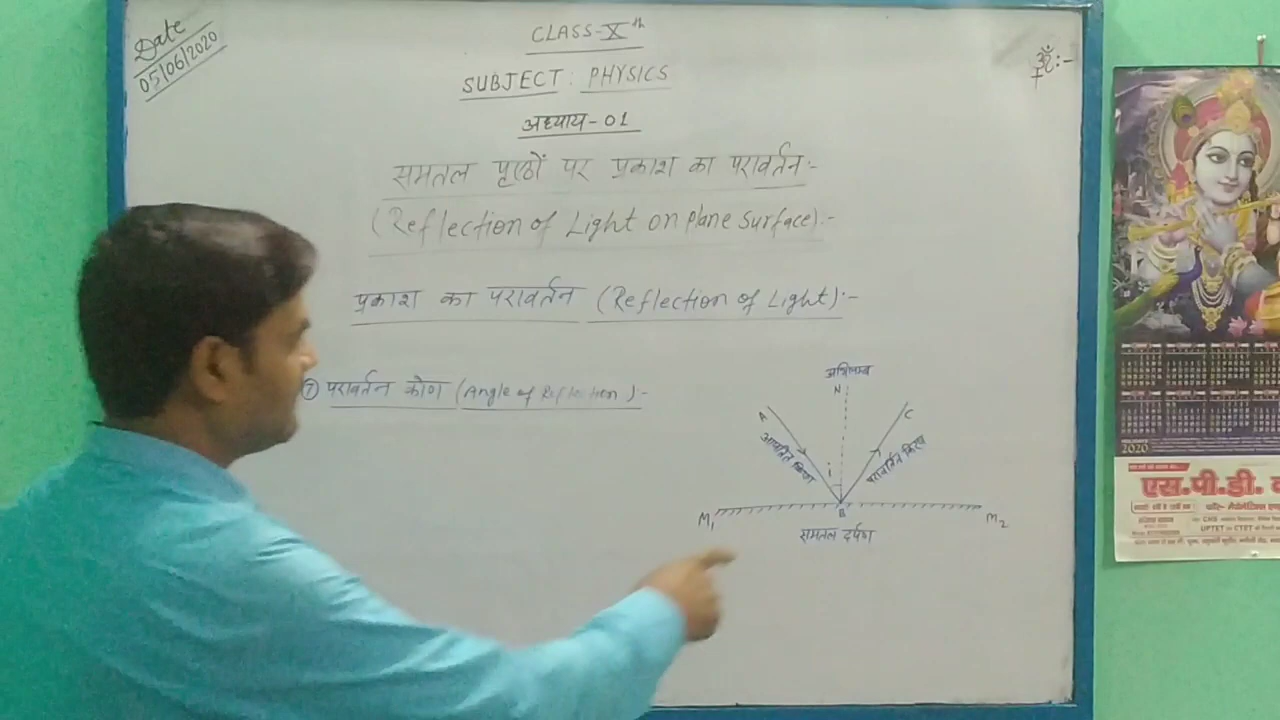 Date
05/06/2020
CLASS-Xth
SUBJECT : PHYSICS
अध्याय-01
समतल पृष्ठों पर प्रकाश का परावर्तन:-
(Reflection of Light on Plane Surface):-
प्रकाश का परावर्तन (Reflection of Light):-
⑦ परावर्तन कोण (Angle of Reflection):-
अभिलम्ब
N
A
C
आपतित किरण
i
परावर्तित किरण
M₁
B
M₂
समतल दर्पण
ॐ:-
2020
एस.पी.डी.